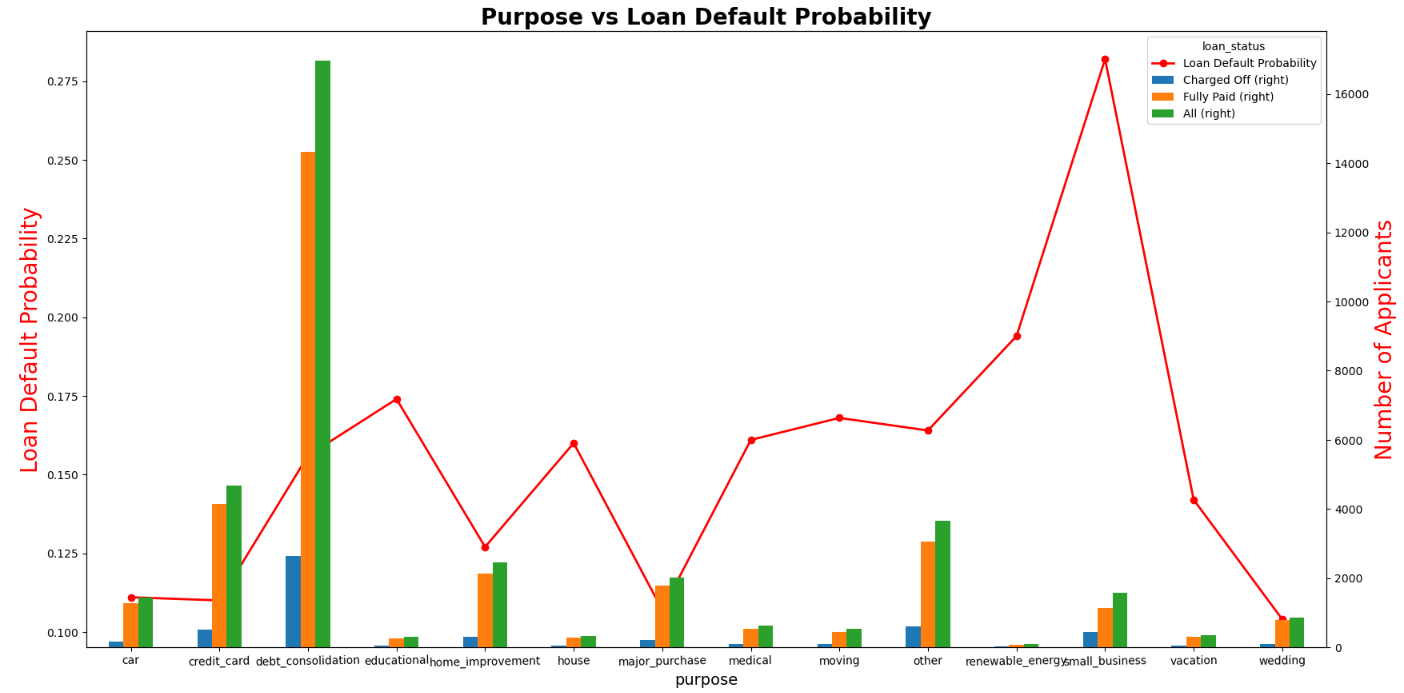 Purpose vs Loan Default Probability
loan_status
Loan Default Probability
Charged Off (right)
Fully Paid (right)
All (right)
Loan Default Probability
0.275
0.250
0.225
0.200
0.175
0.150
0.125
0.100
16000
14000
12000
10000
8000
6000
4000
2000
0
Number of Applicants
car credit_card debt_consolidation educational home_improvement house major_purchase medical moving other renewable_energy small_business vacation wedding
purpose